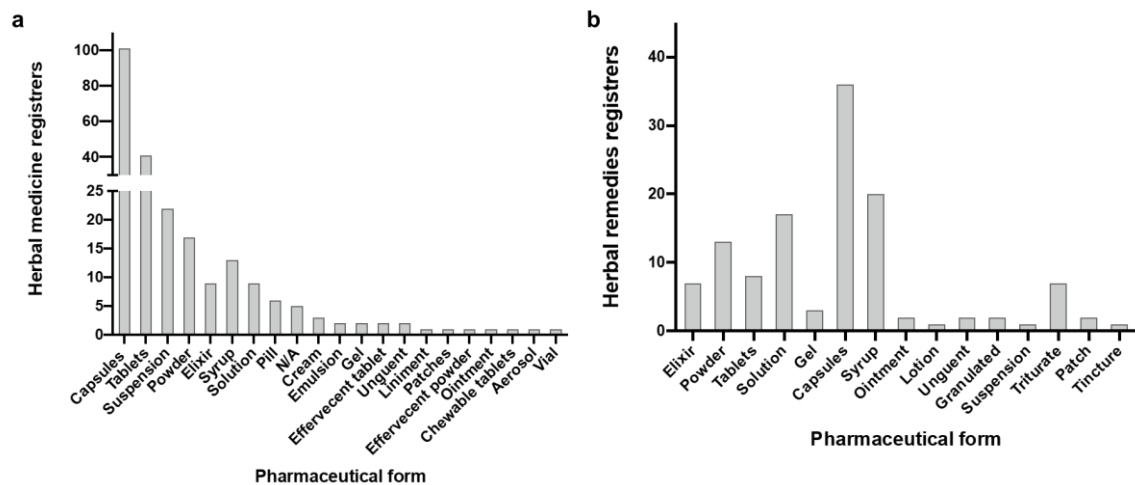 a
Herbal medicine registrers
100
80
60
40
25
20
15
10
5
0
Capsules
Tablets
Suspension
Powder
Elixir
Syrup
Solution
Pill
N/A
Cream
Emulsion
Gel
Effervecent tablet
Unguent
Liniment
Patches
Effervecent powder
Ointment
Chewable tablets
Aerosol
Vial
Pharmaceutical form
b
Herbal remedies registrers
40
30
20
10
0
Elixir
Powder
Tablets
Solution
Gel
Capsules
Syrup
Ointment
Lotion
Unguent
Granulated
Suspension
Triturate
Patch
Tincture
Pharmaceutical form